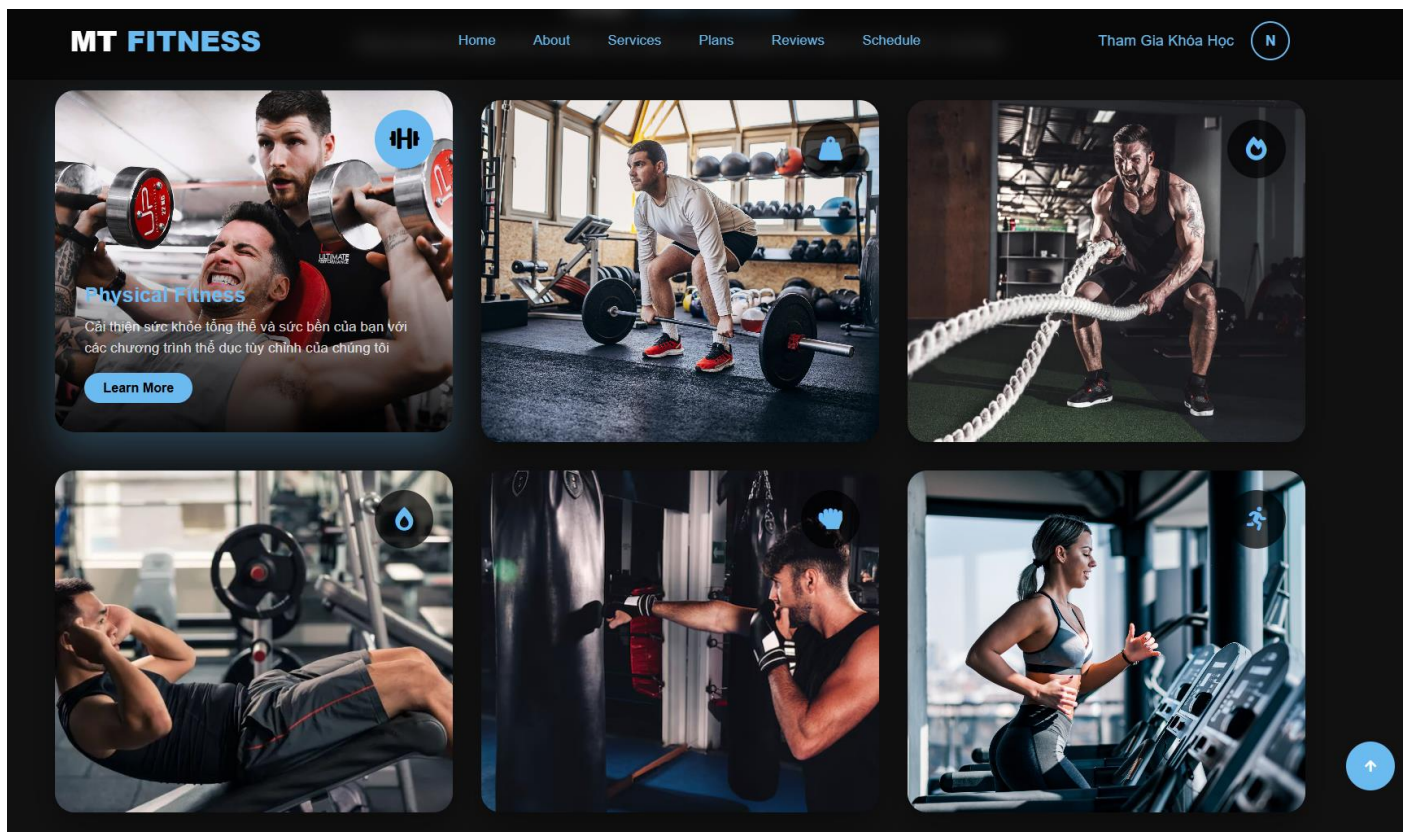 MT FITNESS
Home
About
Services
Plans
Reviews
Schedule
Tham Gia Khóa Học
N
ULTIMATE
PERFORMANCE
Physical Fitness
Cải thiện sức khỏe tổng thể và sức bền của bạn với
các chương trình thể dục tùy chỉnh của chúng tôi
Learn More